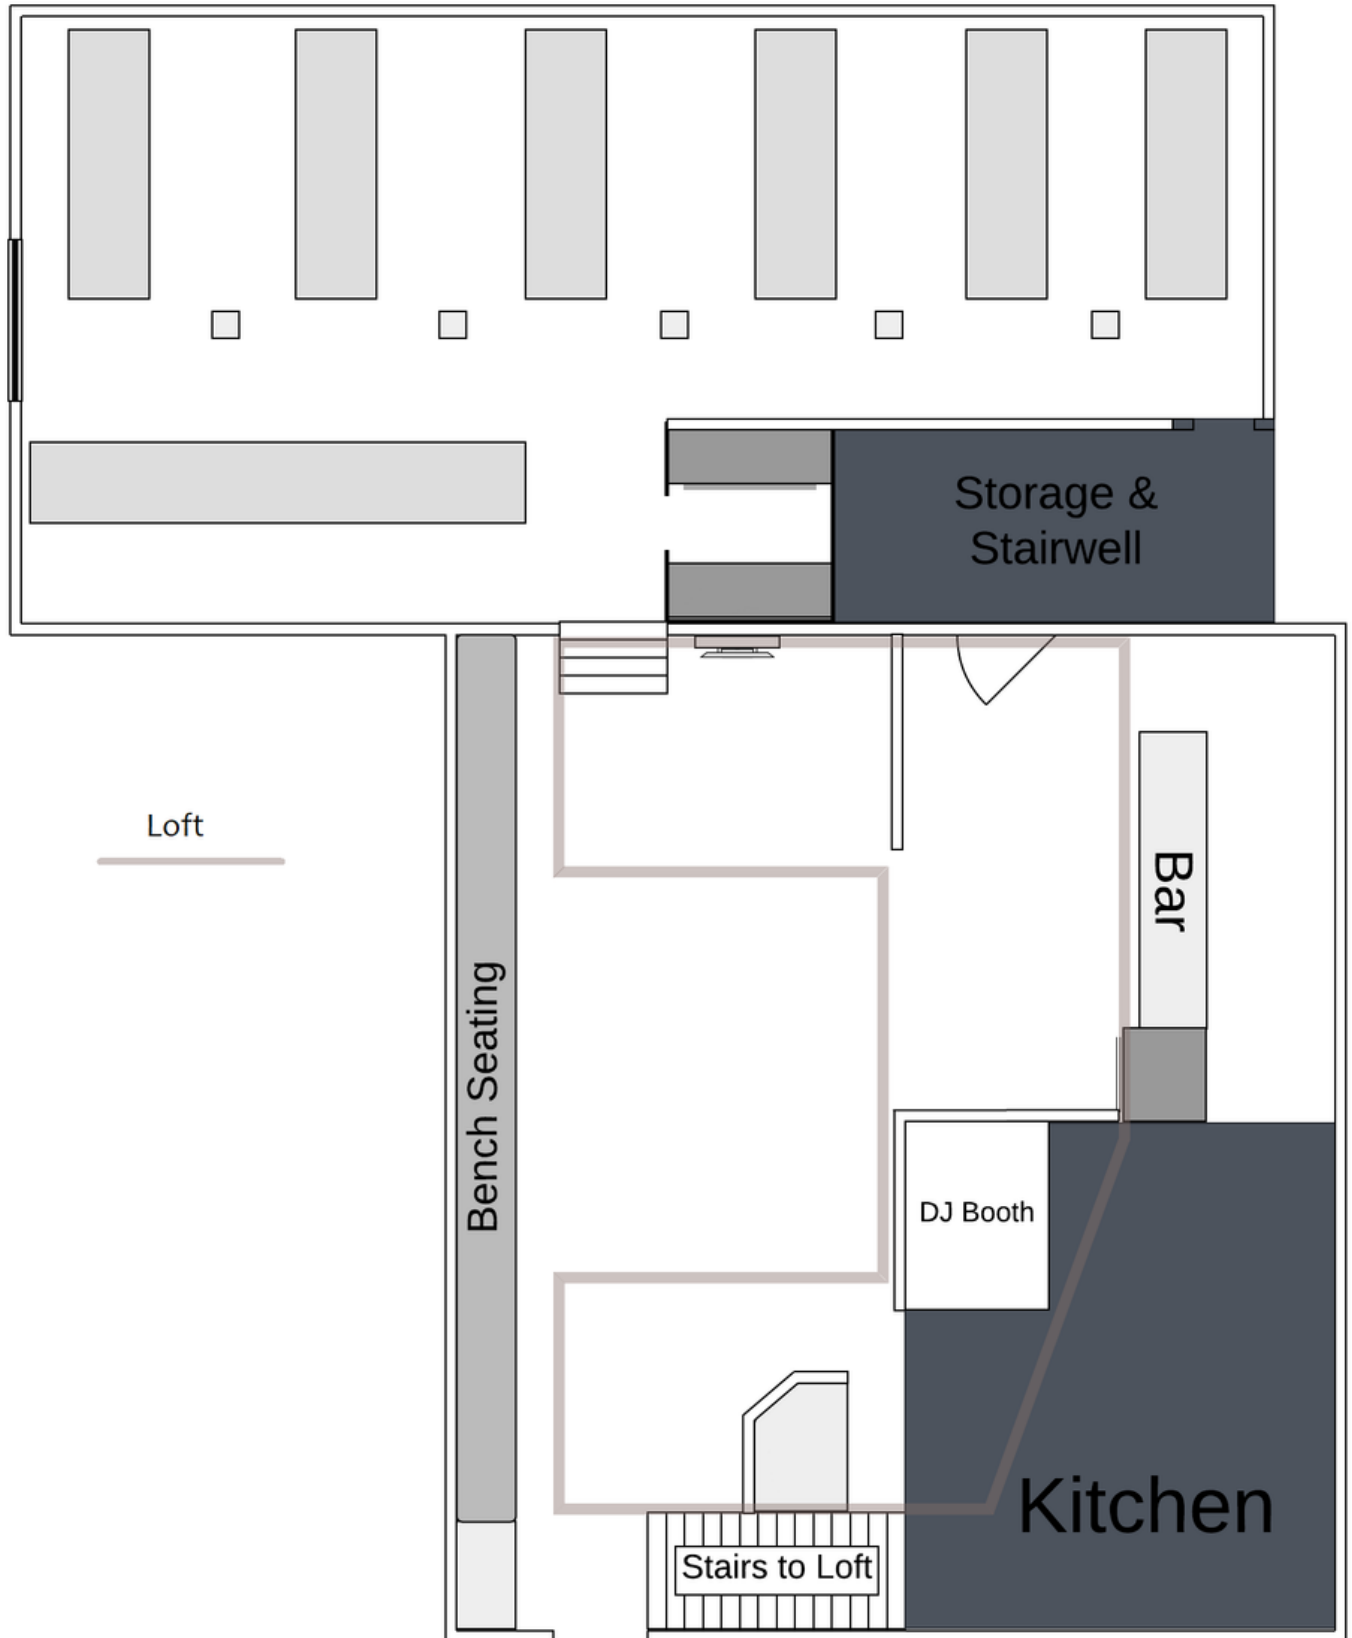 Storage &
Stairwell
Loft
Bar
Bench Seating
DJ Booth
Kitchen
Stairs to Loft